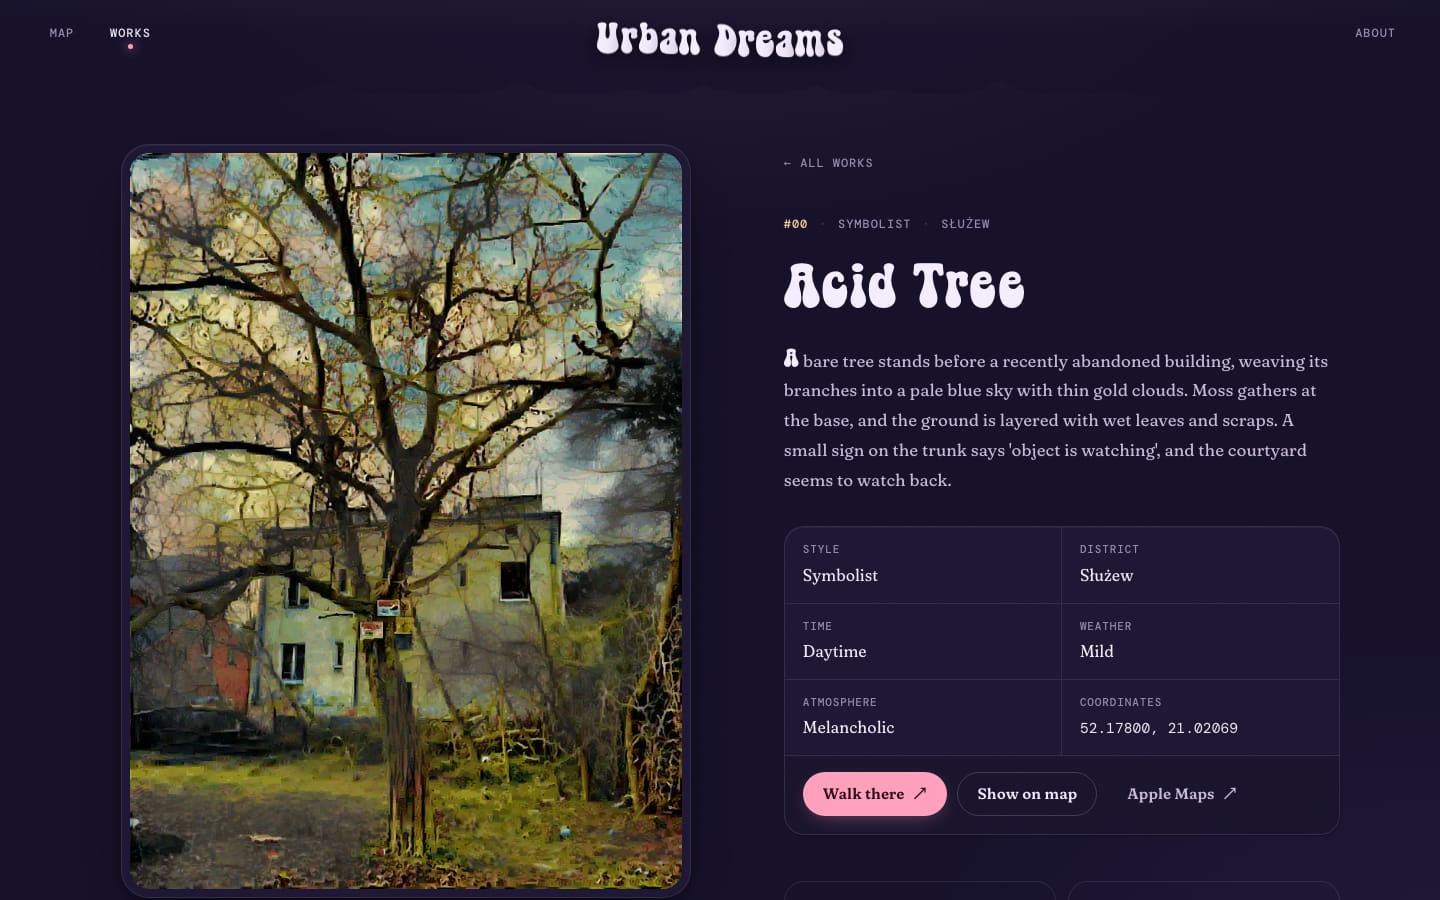 MAP
WORKS
Urban Dreams
ABOUT
← ALL WORKS
#00 · SYMBOLIST · SŁUŻEW
Acid Tree
A bare tree stands before a recently abandoned building, weaving its
branches into a pale blue sky with thin gold clouds. Moss gathers at
the base, and the ground is layered with wet leaves and scraps. A
small sign on the trunk says 'object is watching', and the courtyard
seems to watch back.
STYLE
Symbolist
DISTRICT
Służew
TIME
Daytime
WEATHER
Mild
ATMOSPHERE
Melancholic
COORDINATES
52.17800, 21.02069
Walk there ↗
Show on map
Apple Maps ↗